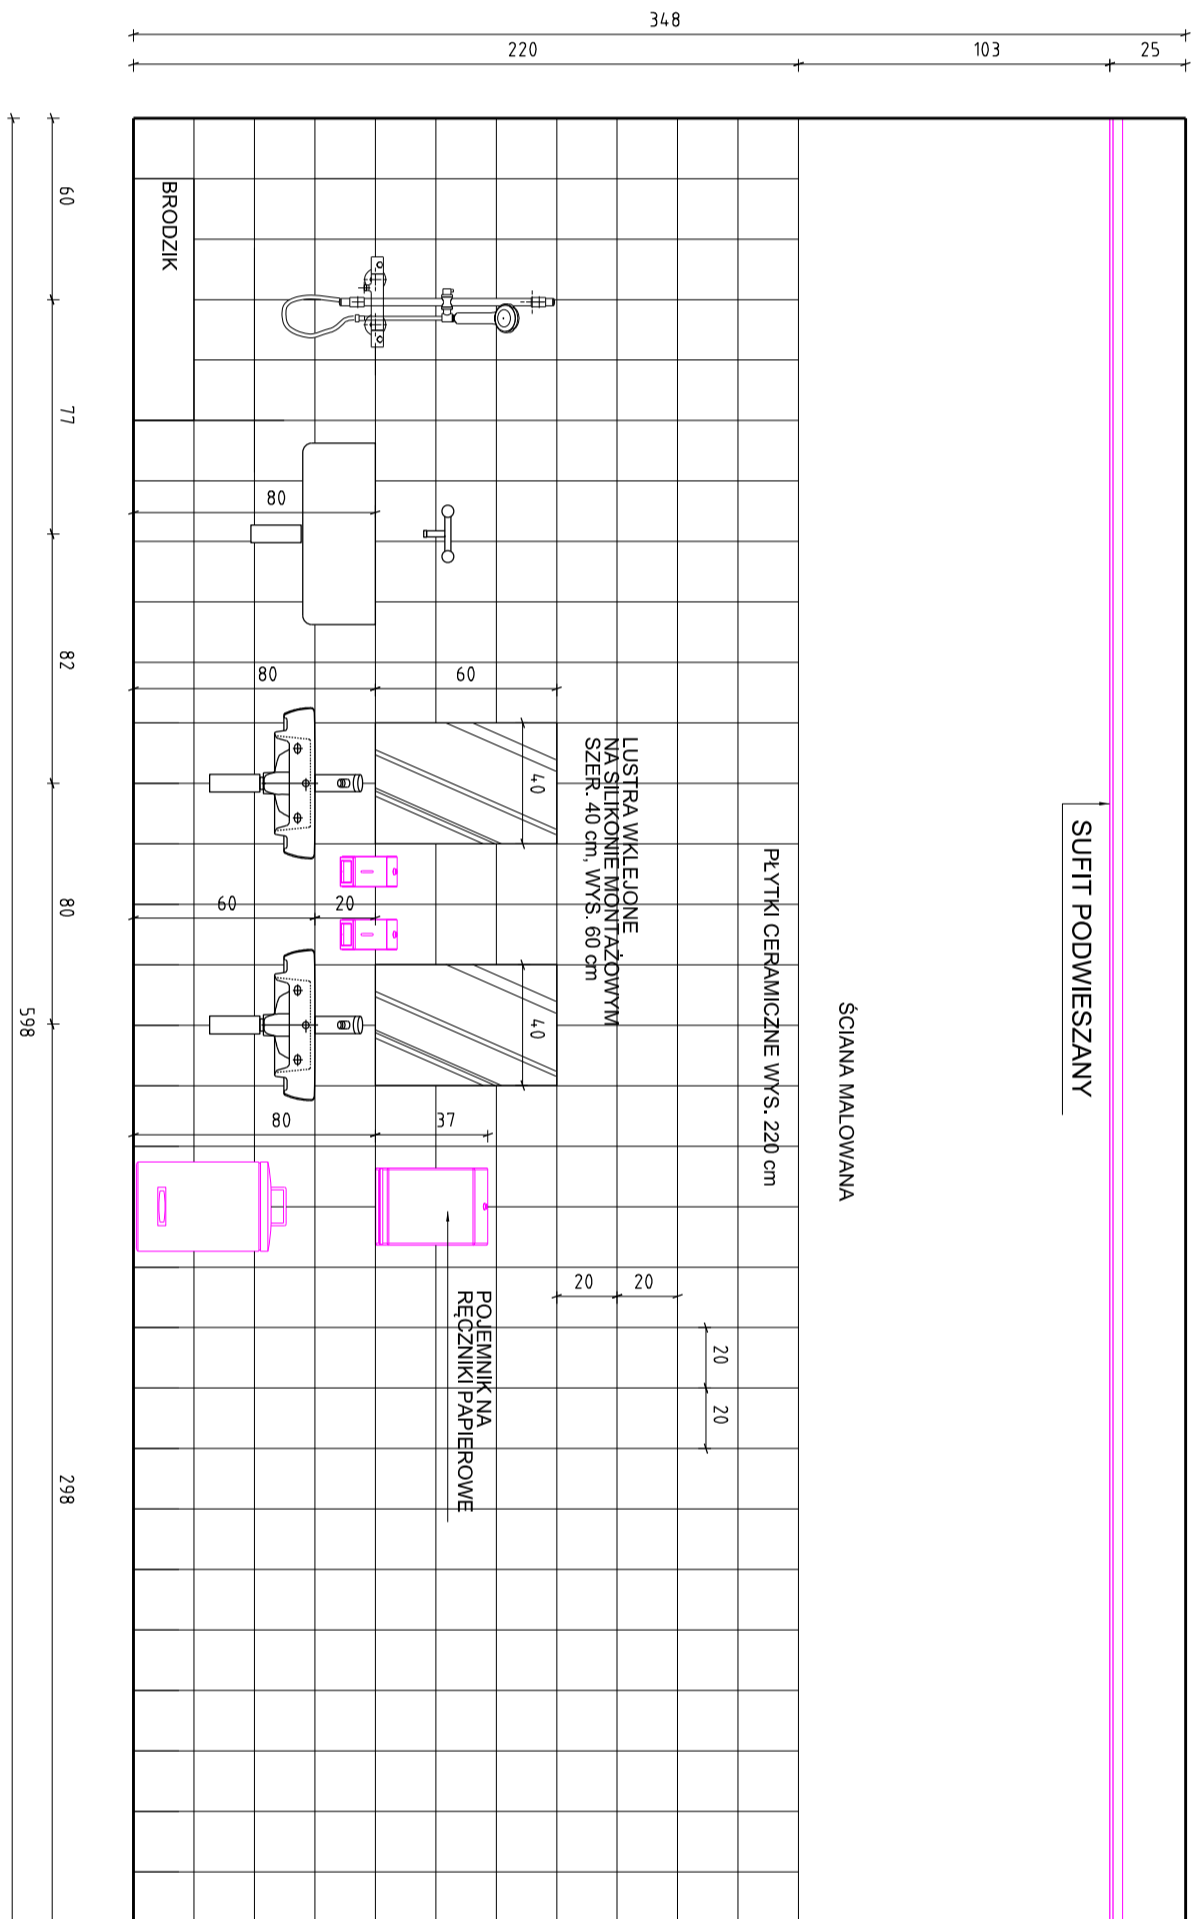 348
220
103
25
SUFIT PODWIESZANY
ŚCIANA MALOWANA
PŁYTKI CERAMICZNE WYS. 220 cm
LUSTRA WKLEJONE
NA SILIKONIE MONTAŻOWYM
SZER. 40 cm, WYS. 60 cm
POJEMNIK NA
RĘCZNIKI PAPIEROWE
BRODZIK
80
80
60
40
60
20
40
80
37
20
20
20
20
60
77
82
80
298
598